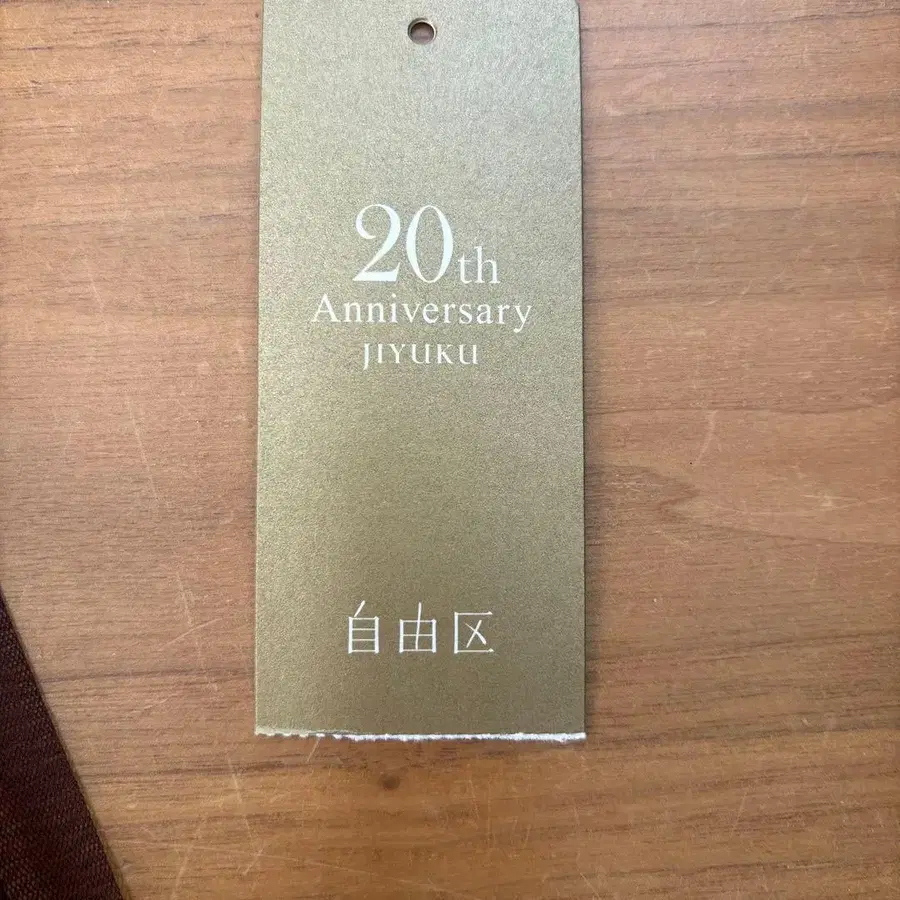 20th
Anniversary
JIYUKU
自由区